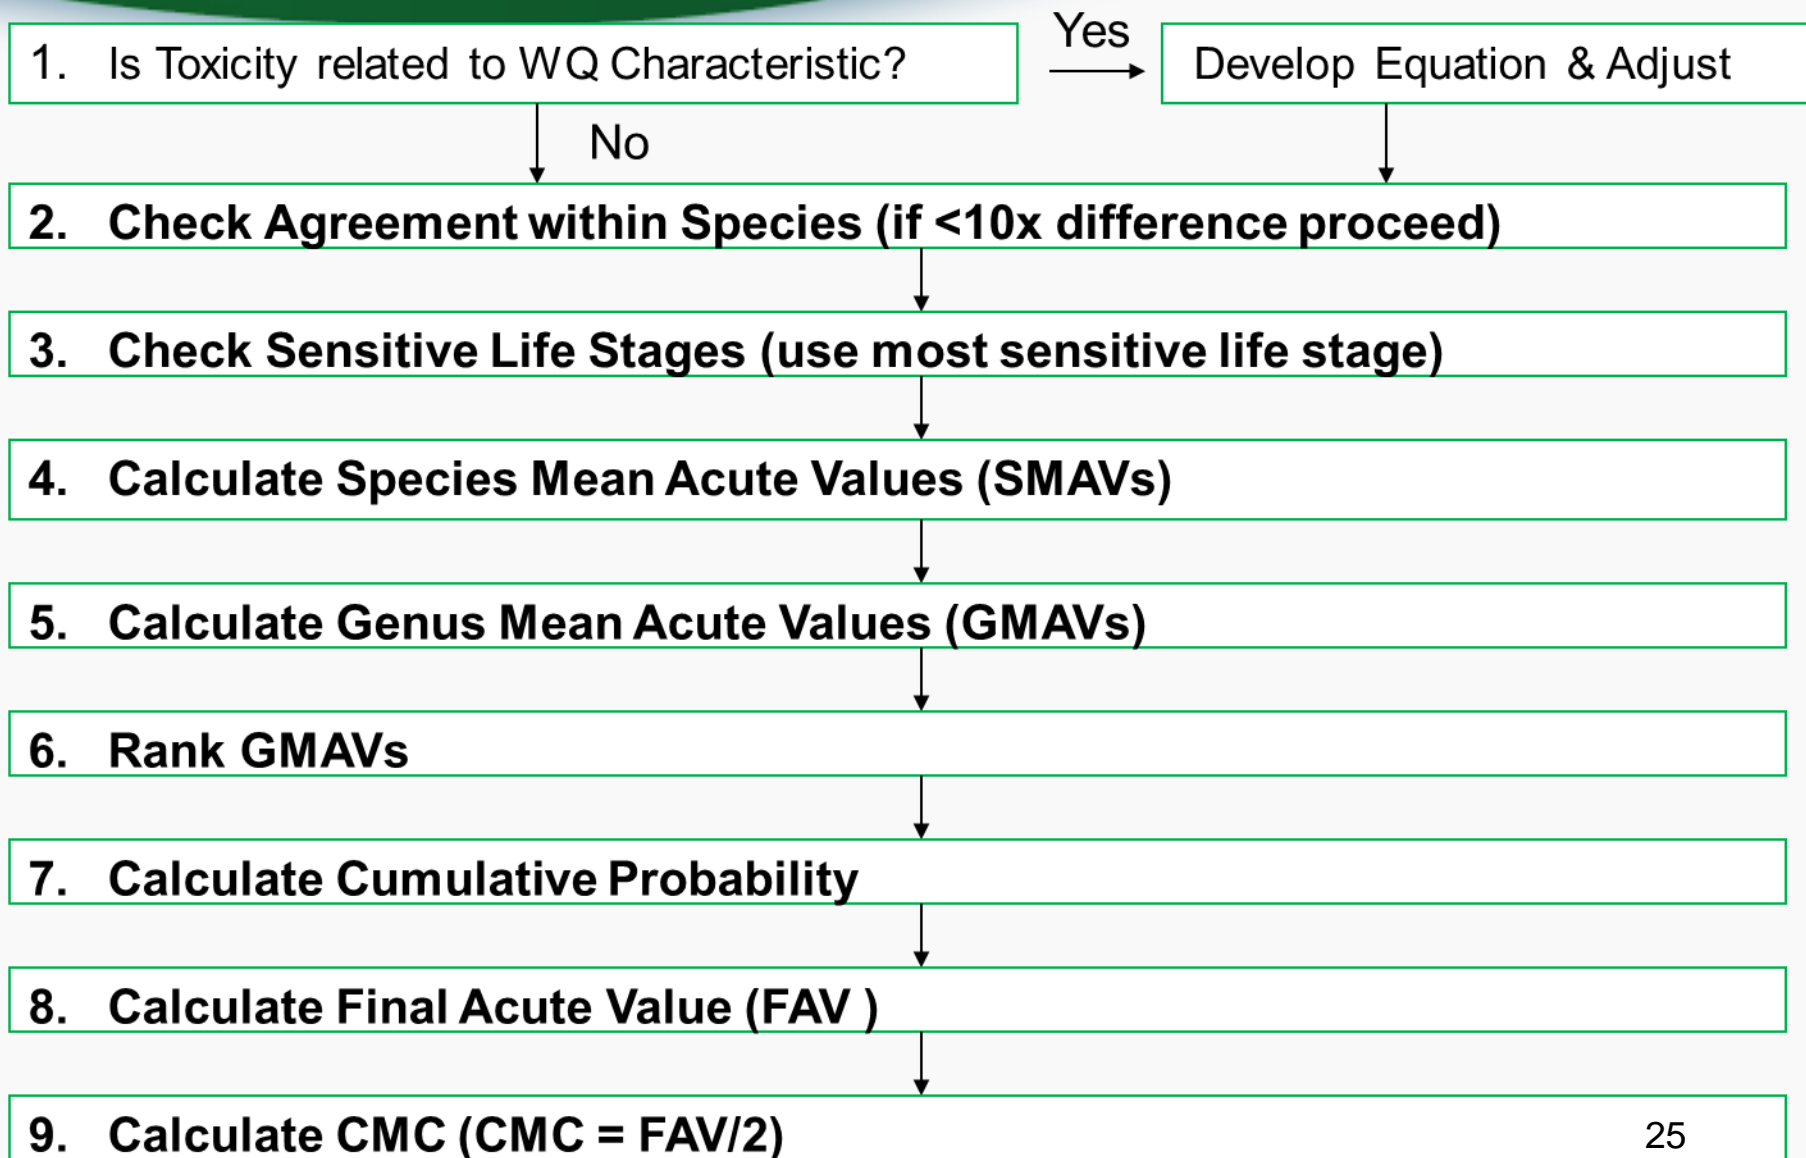 1. Is Toxicity related to WQ Characteristic?
Yes
Develop Equation & Adjust
No
2. Check Agreement within Species (if <10x difference proceed)
3. Check Sensitive Life Stages (use most sensitive life stage)
4. Calculate Species Mean Acute Values (SMAVs)
5. Calculate Genus Mean Acute Values (GMAVs)
6. Rank GMAVs
7. Calculate Cumulative Probability
8. Calculate Final Acute Value (FAV )
9. Calculate CMC (CMC = FAV/2)
25